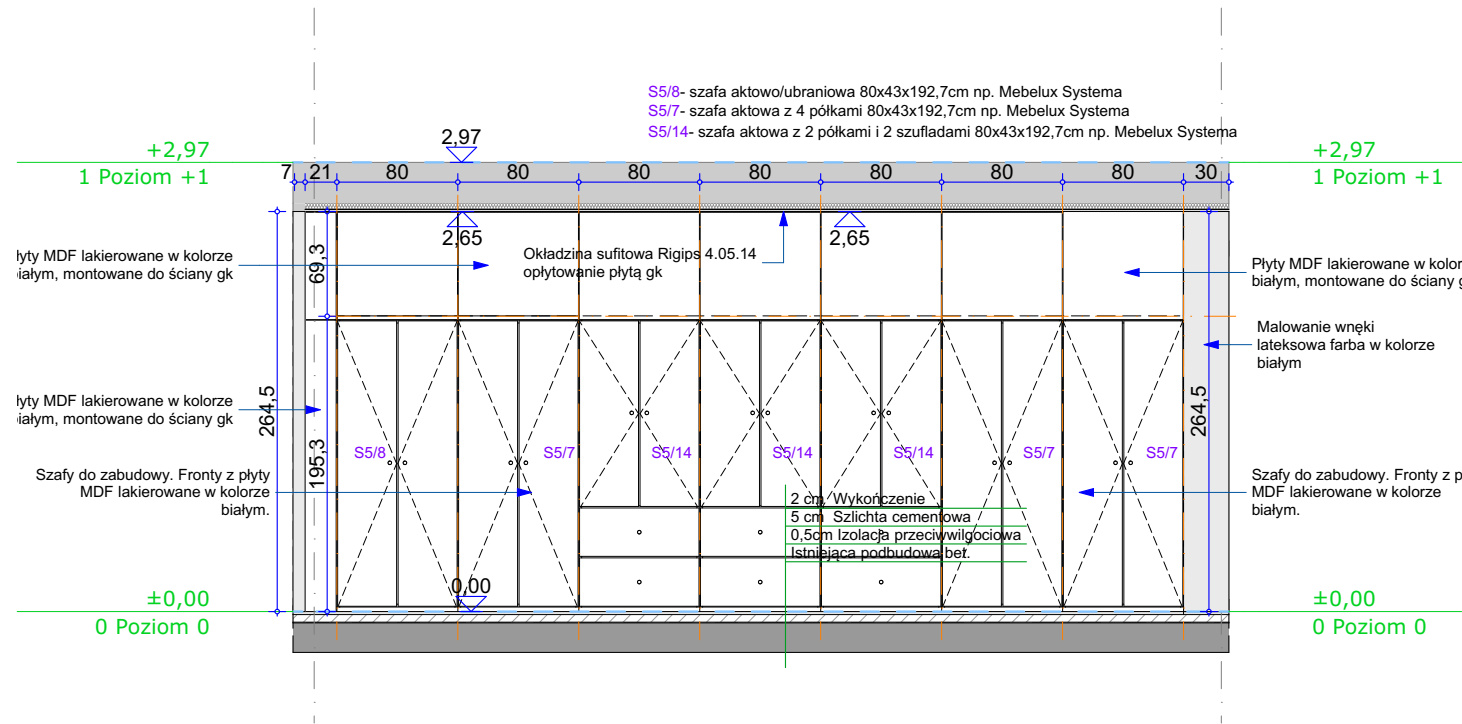 S5/8- szafa aktowo/ubraniowa 80x43x192,7cm np. Mebelux Systema
S5/7- szafa aktowa z 4 półkami 80x43x192,7cm np. Mebelux Systema
S5/14- szafa aktowa z 2 półkami i 2 szufladami 80x43x192,7cm np. Mebelux Systema
+2,97
1 Poziom +1
2,97
+2,97
1 Poziom +1
7 21 80 80 80 80 80 80 80 30
2,65
2,65
Okładzina sufitowa Rigips 4.05.14
opłytowanie płytą gk
łyty MDF lakierowane w kolorze
iałym, montowane do ściany gk
69,3
Płyty MDF lakierowane w kolor
białym, montowane do ściany g
Malowanie wnęki
lateksowa farba w kolorze
białym
łyty MDF lakierowane w kolorze
iałym, montowane do ściany gk
264,5
195,3
264,5
S5/8 S5/7 S5/14 S5/14 S5/14 S5/7 S5/7
Szafy do zabudowy. Fronty z płyty
MDF lakierowane w kolorze
białym.
Szafy do zabudowy. Fronty z p
MDF lakierowane w kolorze
białym.
2 cm Wykończenie
5 cm Szlichta cementowa
0,5cm Izolacja przeciwwilgociowa
Istniejąca podbudowa bet.
0,00
±0,00
0 Poziom 0
±0,00
0 Poziom 0